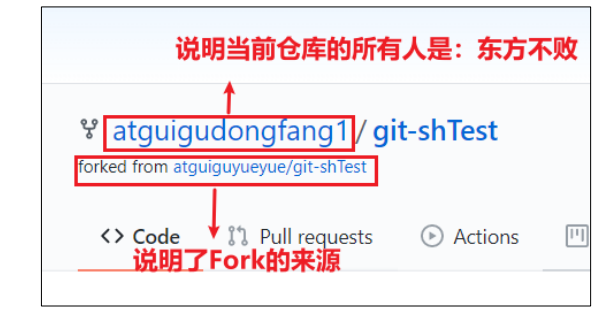 说明当前仓库的所有人是：东方不败
atguigudongfang1 / git-shTest
forked from atguiguyueyue/git-shTest
Code Pull requests Actions
说明了Fork的来源